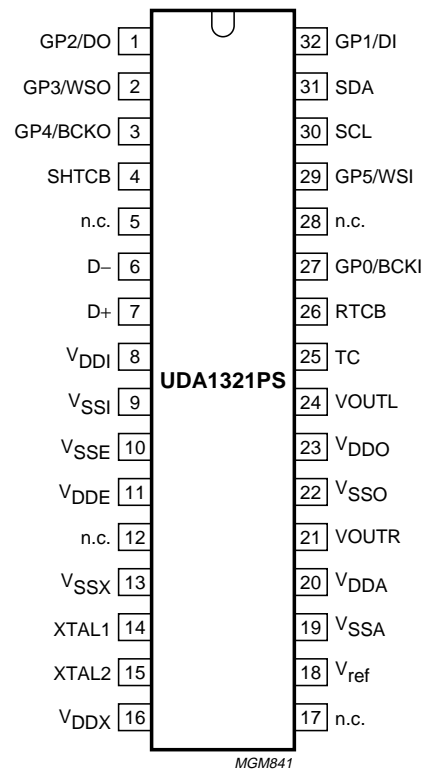 GP2/DO 1 32 GP1/DI
GP3/WSO 2 31 SDA
GP4/BCKO 3 30 SCL
SHTCB 4 29 GP5/WSI
n.c. 5 28 n.c.
D− 6 27 GP0/BCKI
D+ 7 26 RTCB
VDDI 8 25 TC
UDA1321PS
VSSI 9 24 VOUTL
VSSE 10 23 VDDO
VDDE 11 22 VSSO
n.c. 12 21 VOUTR
VSSX 13 20 VDDA
XTAL1 14 19 VSSA
XTAL2 15 18 Vref
VDDX 16 17 n.c.
MGM841